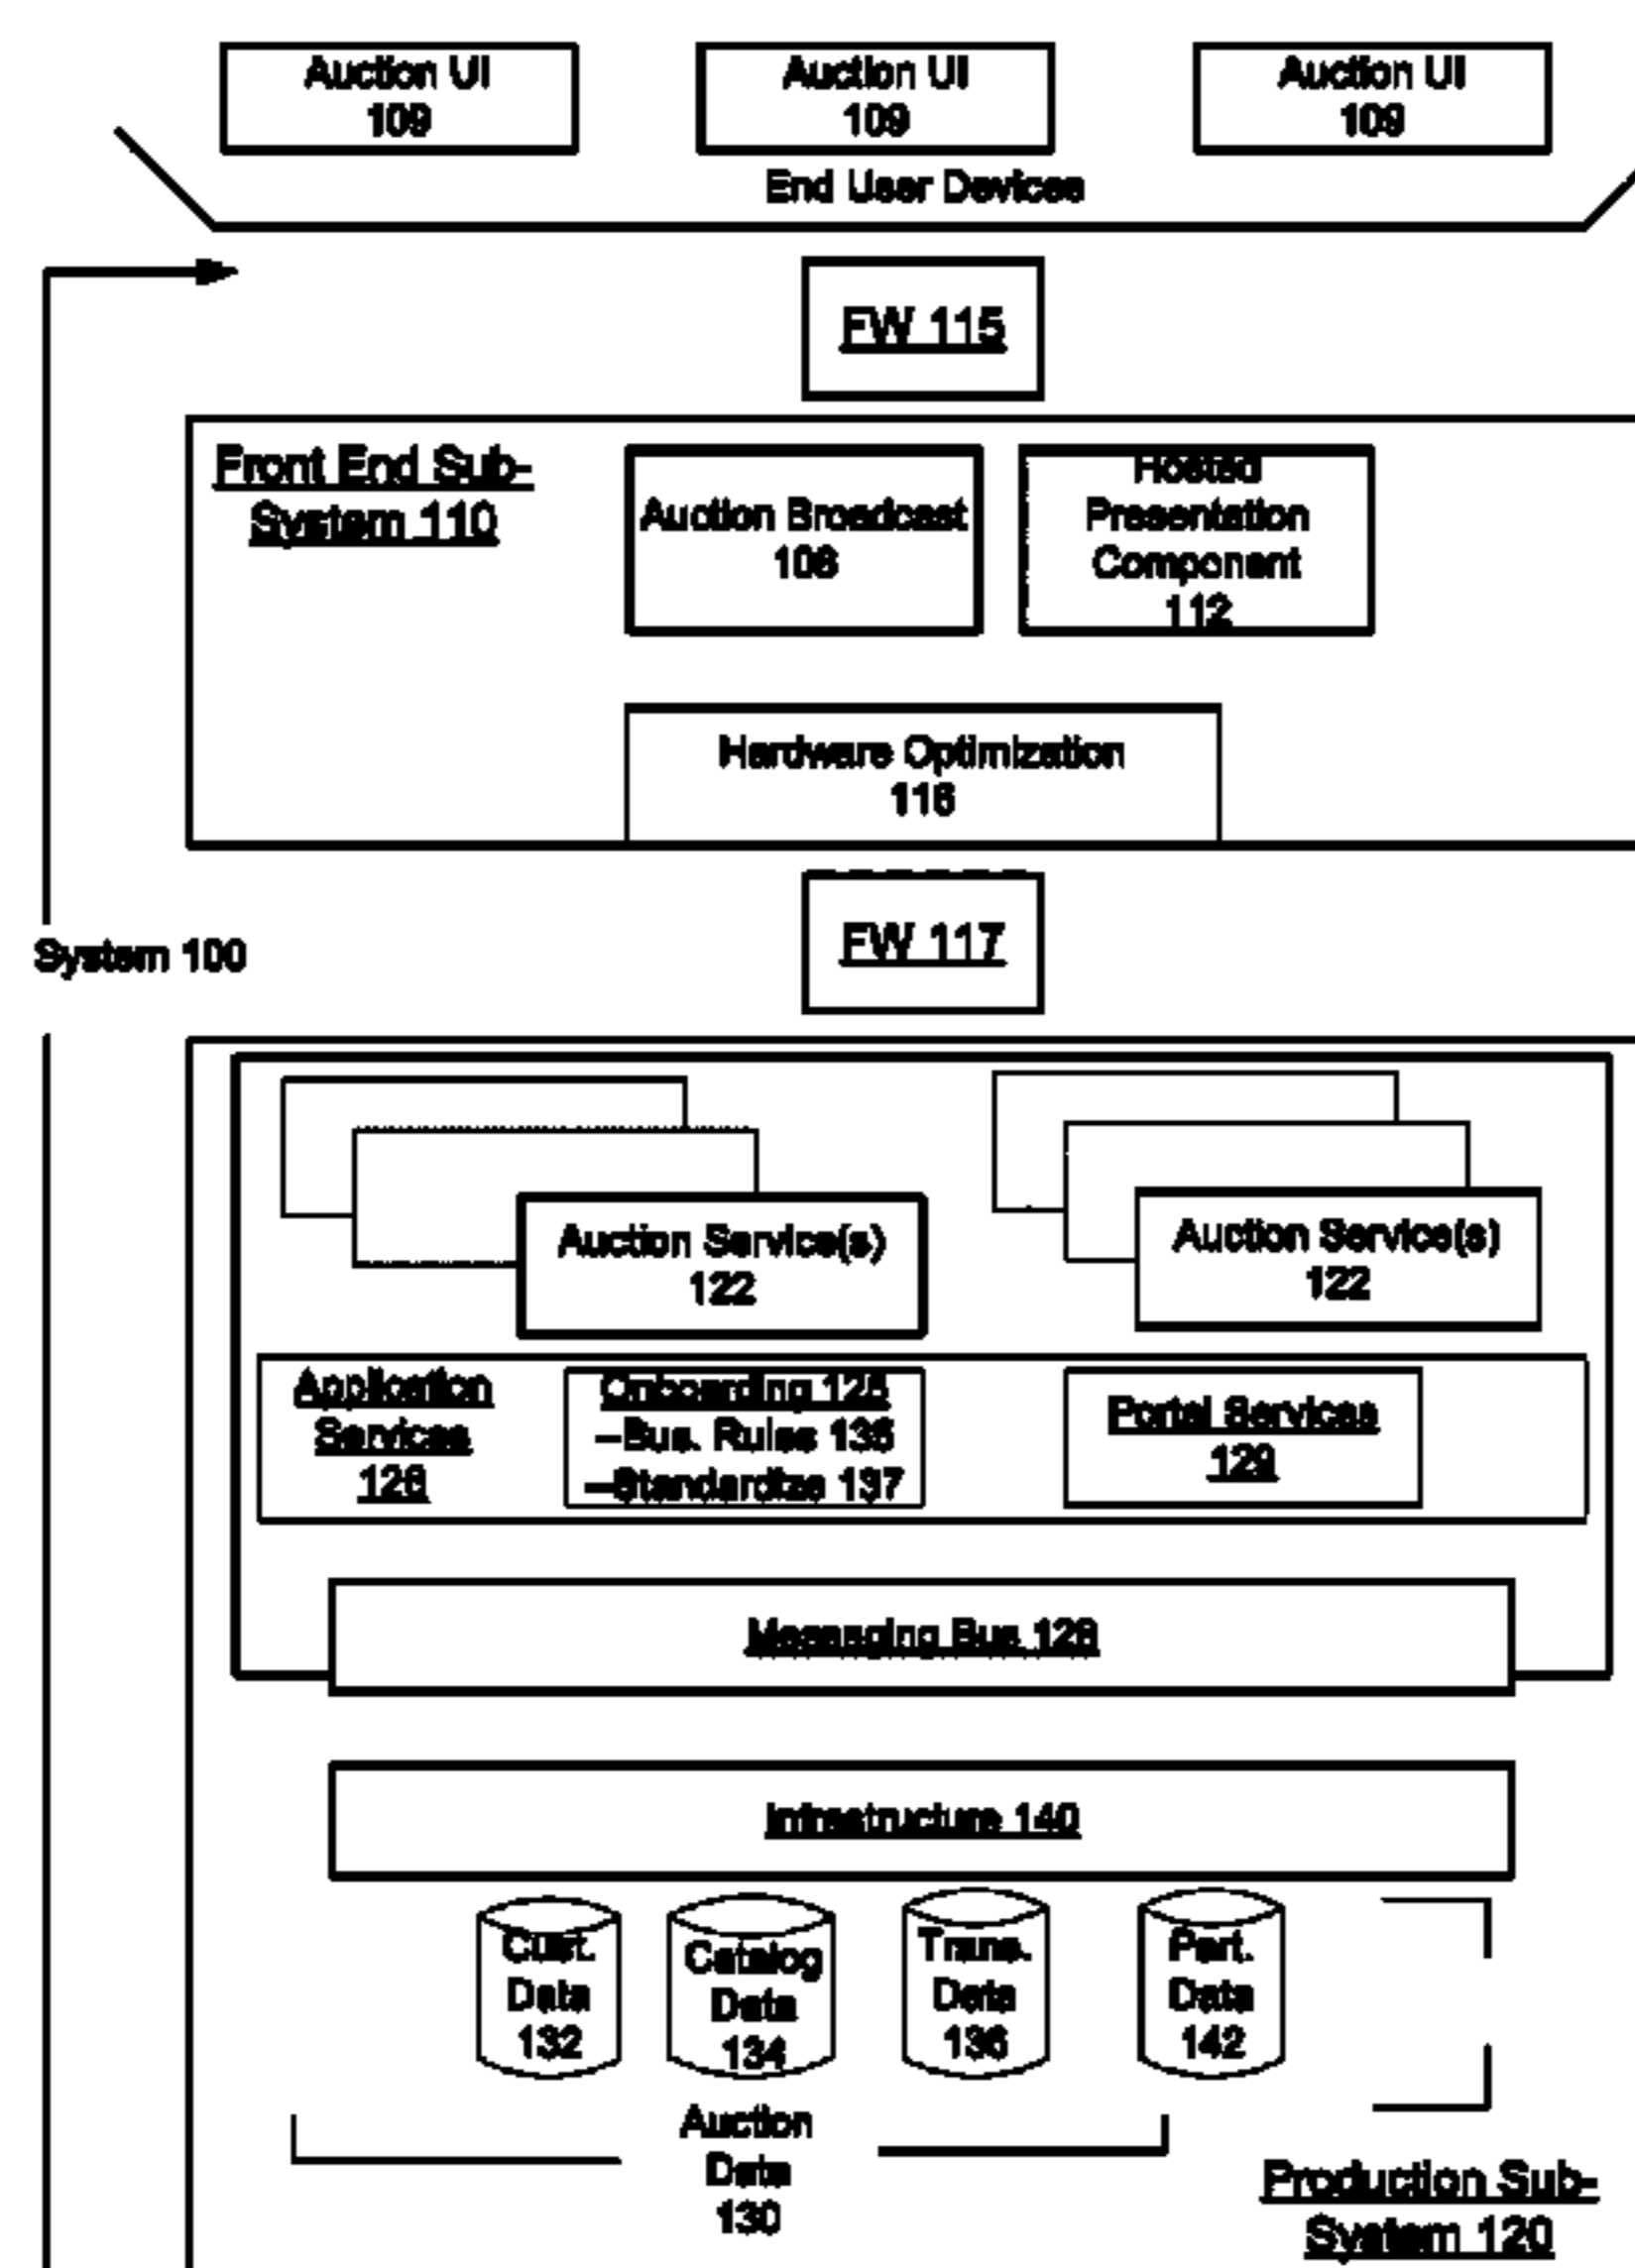 Auction UI
109
Auction UI
109
Auction UI
109
End User Devices
FW 115
Front End Sub-
System 110
Auction Broadcast
108
Hosted
Presentation
Component
112
Hardware Optimization
116
FW 117
System 100
Auction Service(s)
122
Auction Service(s)
122
Application
Services
126
Onboarding 125
–Bus. Rules 135
–Standardize 137
Portal Services
129
Messaging Bus 128
Infrastructure 140
Cust.
Data
132
Catalog
Data
134
Trans.
Data
136
Part.
Data
142
Auction
Data
130
Production Sub-
System 120